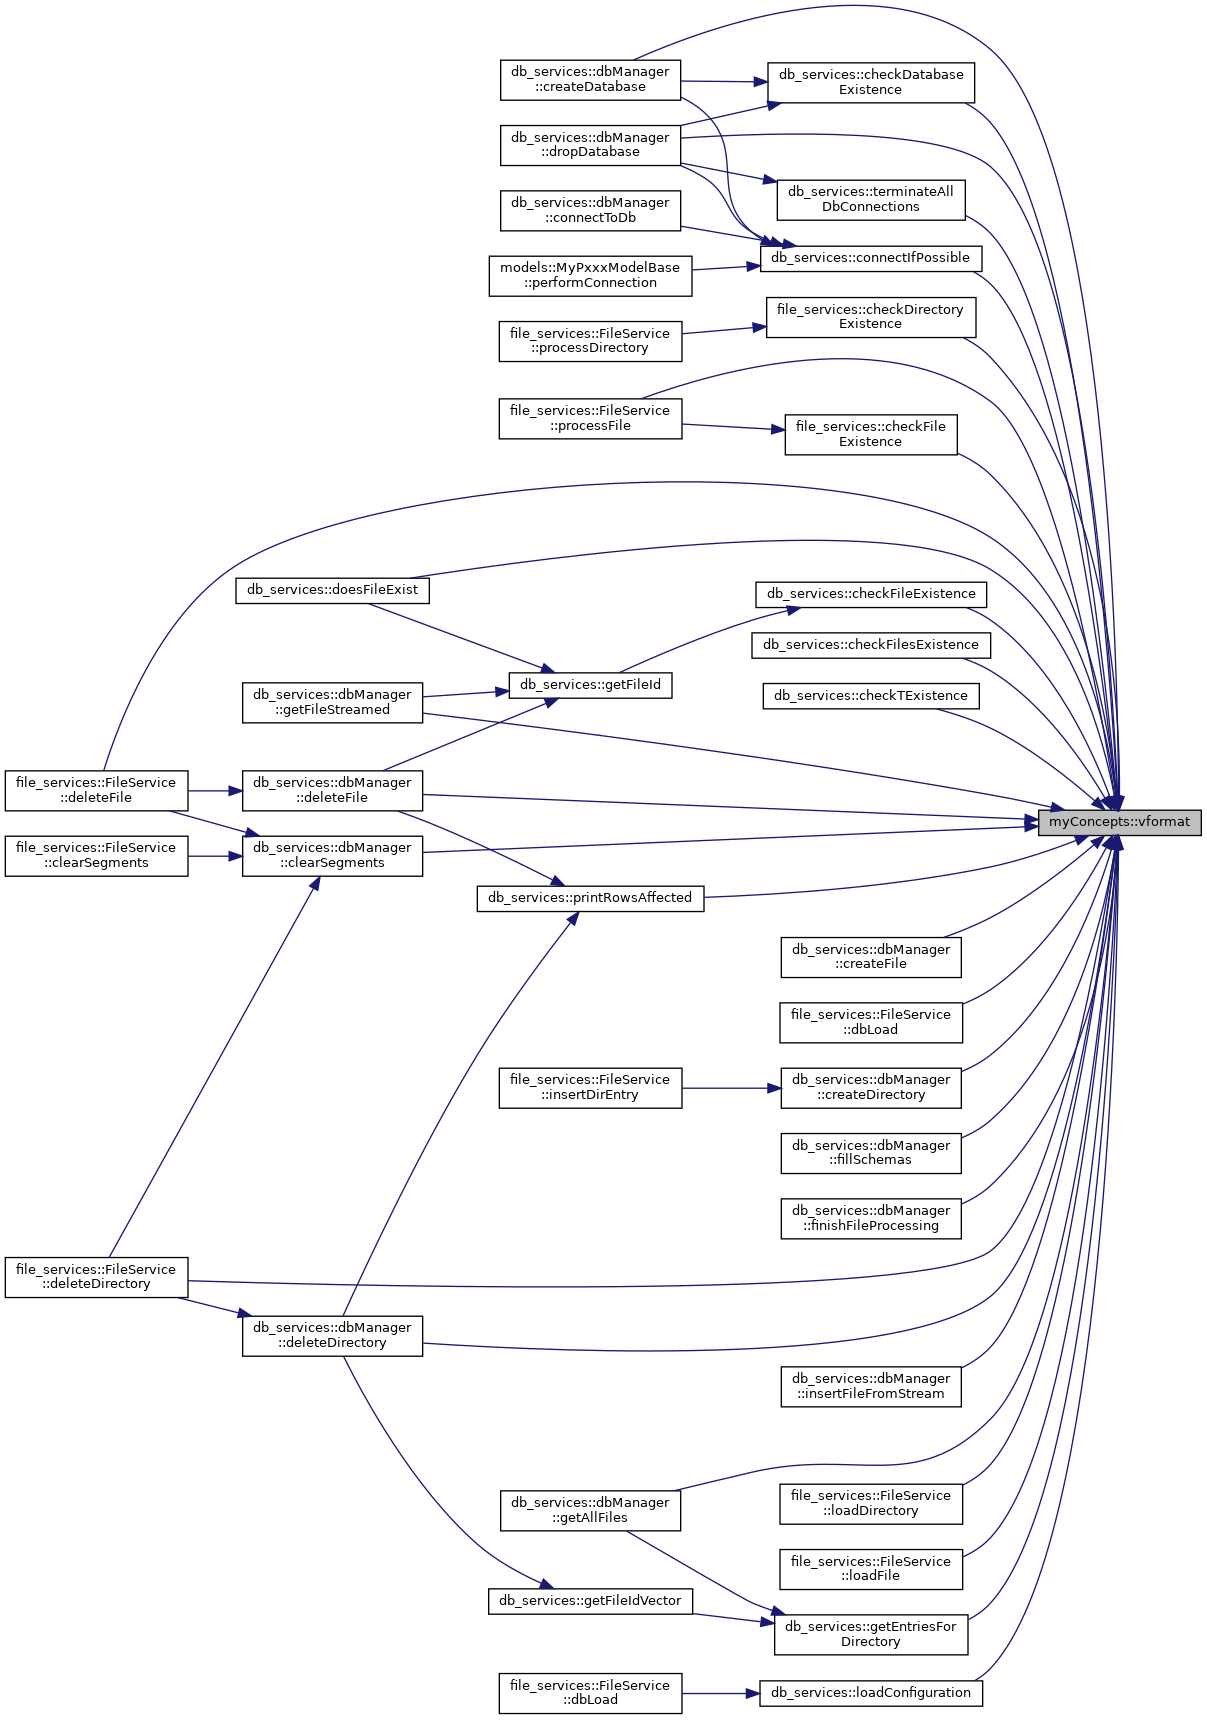 db_services::dbManager
::createDatabase
db_services::checkDatabase
Existence
db_services::dbManager
::dropDatabase
db_services::terminateAll
DbConnections
db_services::dbManager
::connectToDb
db_services::connectIfPossible
models::MyPxxxModelBase
::performConnection
file_services::checkDirectory
Existence
file_services::FileService
::processDirectory
file_services::FileService
::processFile
file_services::checkFile
Existence
db_services::doesFileExist
db_services::checkFileExistence
db_services::checkFilesExistence
db_services::getFileId
db_services::checkTExistence
db_services::dbManager
::getFileStreamed
file_services::FileService
::deleteFile
db_services::dbManager
::deleteFile
myConcepts::vformat
file_services::FileService
::clearSegments
db_services::dbManager
::clearSegments
db_services::printRowsAffected
db_services::dbManager
::createFile
file_services::FileService
::dbLoad
file_services::FileService
::insertDirEntry
db_services::dbManager
::createDirectory
db_services::dbManager
::fillSchemas
db_services::dbManager
::finishFileProcessing
file_services::FileService
::deleteDirectory
db_services::dbManager
::deleteDirectory
db_services::dbManager
::insertFileFromStream
db_services::dbManager
::getAllFiles
file_services::FileService
::loadDirectory
file_services::FileService
::loadFile
db_services::getFileIdVector
db_services::getEntriesFor
Directory
file_services::FileService
::dbLoad
db_services::loadConfiguration